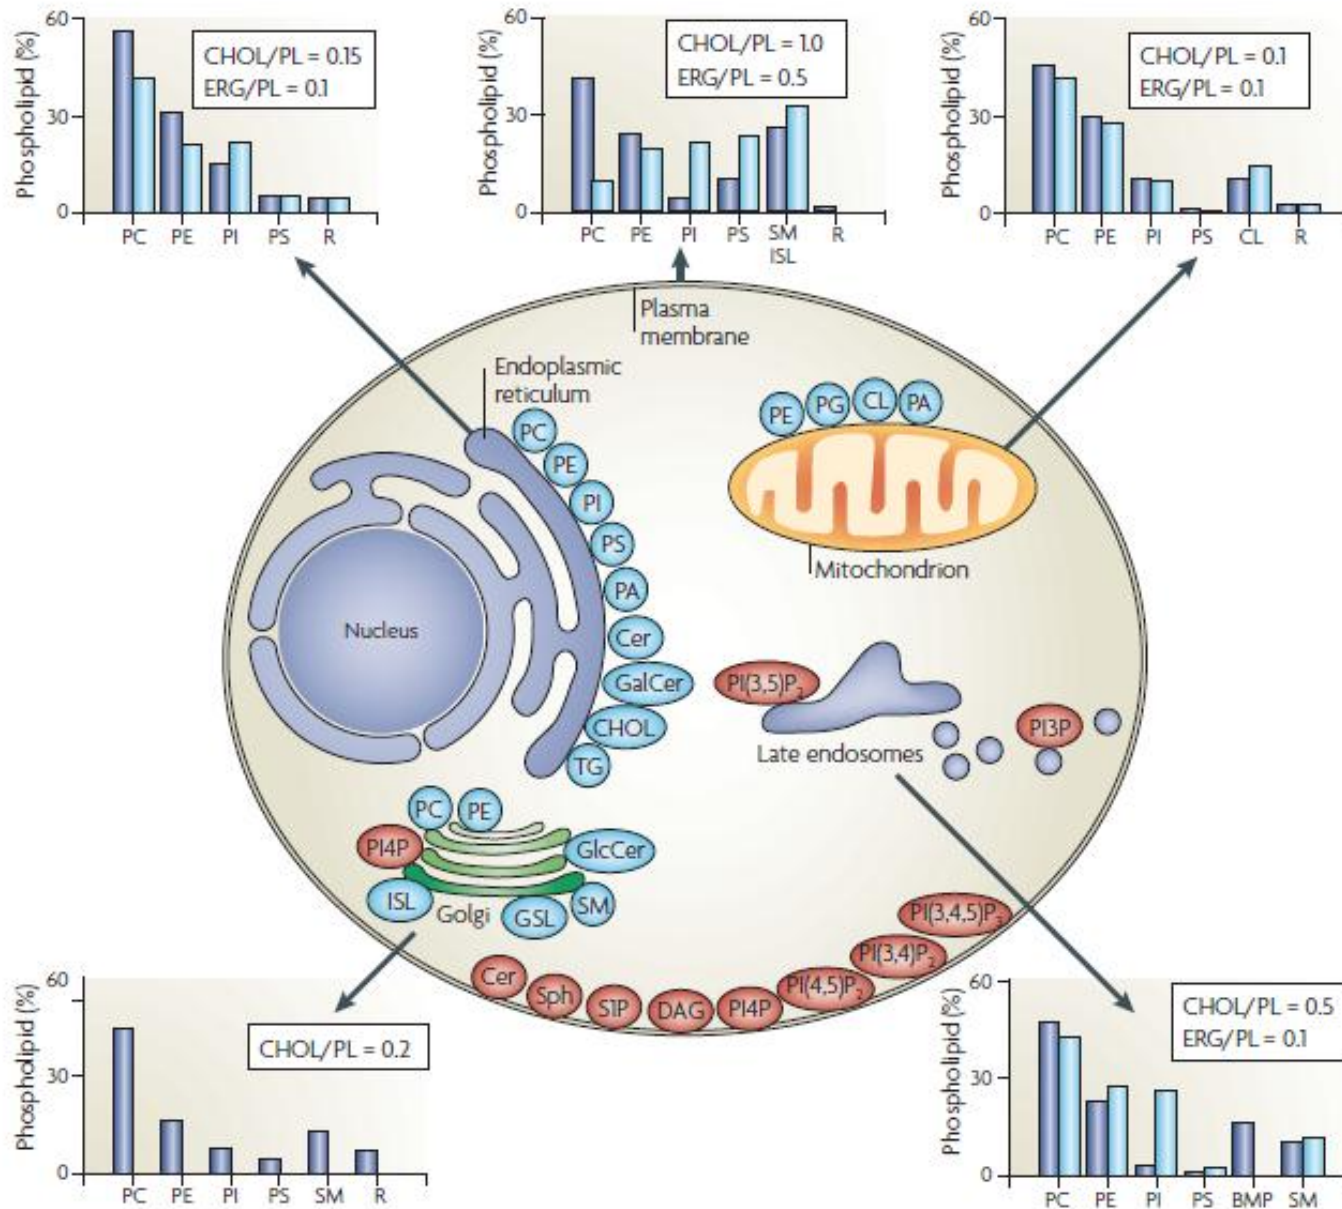 60
30
0
Phospholipid (%)
CHOL/PL = 0.15
ERG/PL = 0.1
PC PE PI PS R
60
30
0
Phospholipid (%)
CHOL/PL = 1.0
ERG/PL = 0.5
PC PE PI PS SM R
ISL
60
30
0
Phospholipid (%)
CHOL/PL = 0.1
ERG/PL = 0.1
PC PE PI PS CL R
Plasma
membrane
Endoplasmic
reticulum
PC
PE
PI
PS
PA
Cer
GalCer
CHOL
TG
PE PG CL PA
Mitochondrion
Nucleus
PI(3,5)P₂
Late endosomes
PI3P
PC PE
PI4P
GlcCer
ISL
Golgi
GSL
SM
Cer
Sph
S1P
DAG
PI4P
PI(4,5)P₂
PI(3,4)P₂
PI(3,4,5)P₃
60
30
0
Phospholipid (%)
CHOL/PL = 0.2
PC PE PI PS SM R
60
30
0
Phospholipid (%)
CHOL/PL = 0.5
ERG/PL = 0.1
PC PE PI PS BMP SM